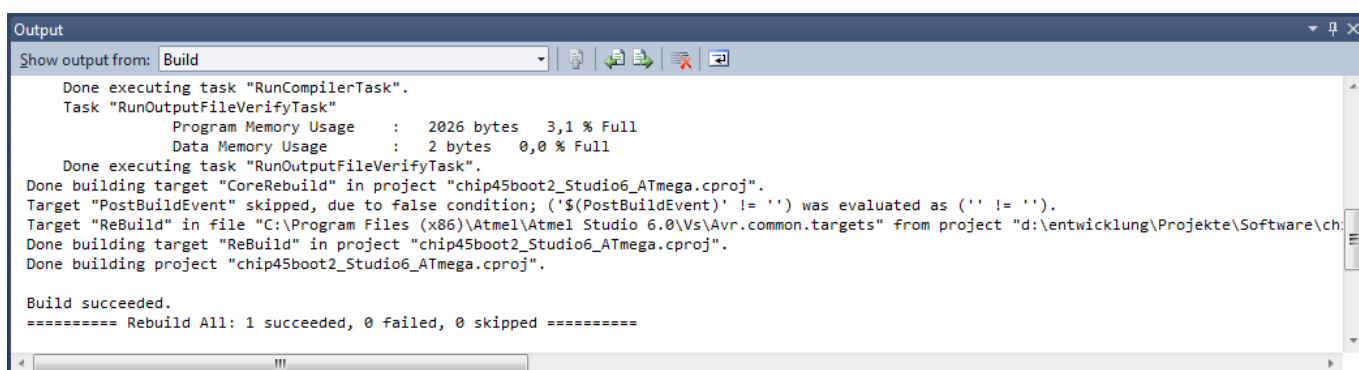 Output
Show output from: Build
Done executing task "RunCompilerTask".
Task "RunOutputFileVerifyTask"
Program Memory Usage : 2026 bytes 3,1 % Full
Data Memory Usage : 2 bytes 0,0 % Full
Done executing task "RunOutputFileVerifyTask".
Done building target "CoreRebuild" in project "chip45boot2_Studio6_ATmega.cproj".
Target "PostBuildEvent" skipped, due to false condition; ('$(PostBuildEvent)' != '') was evaluated as ('' != '').
Target "ReBuild" in file "C:\Program Files (x86)\Atmel\Atmel Studio 6.0\Vs\Avr.common.targets" from project "d:\entwicklung\Projekte\Software\ch
Done building target "ReBuild" in project "chip45boot2_Studio6_ATmega.cproj".
Done building project "chip45boot2_Studio6_ATmega.cproj".
Build succeeded.
========== Rebuild All: 1 succeeded, 0 failed, 0 skipped ==========